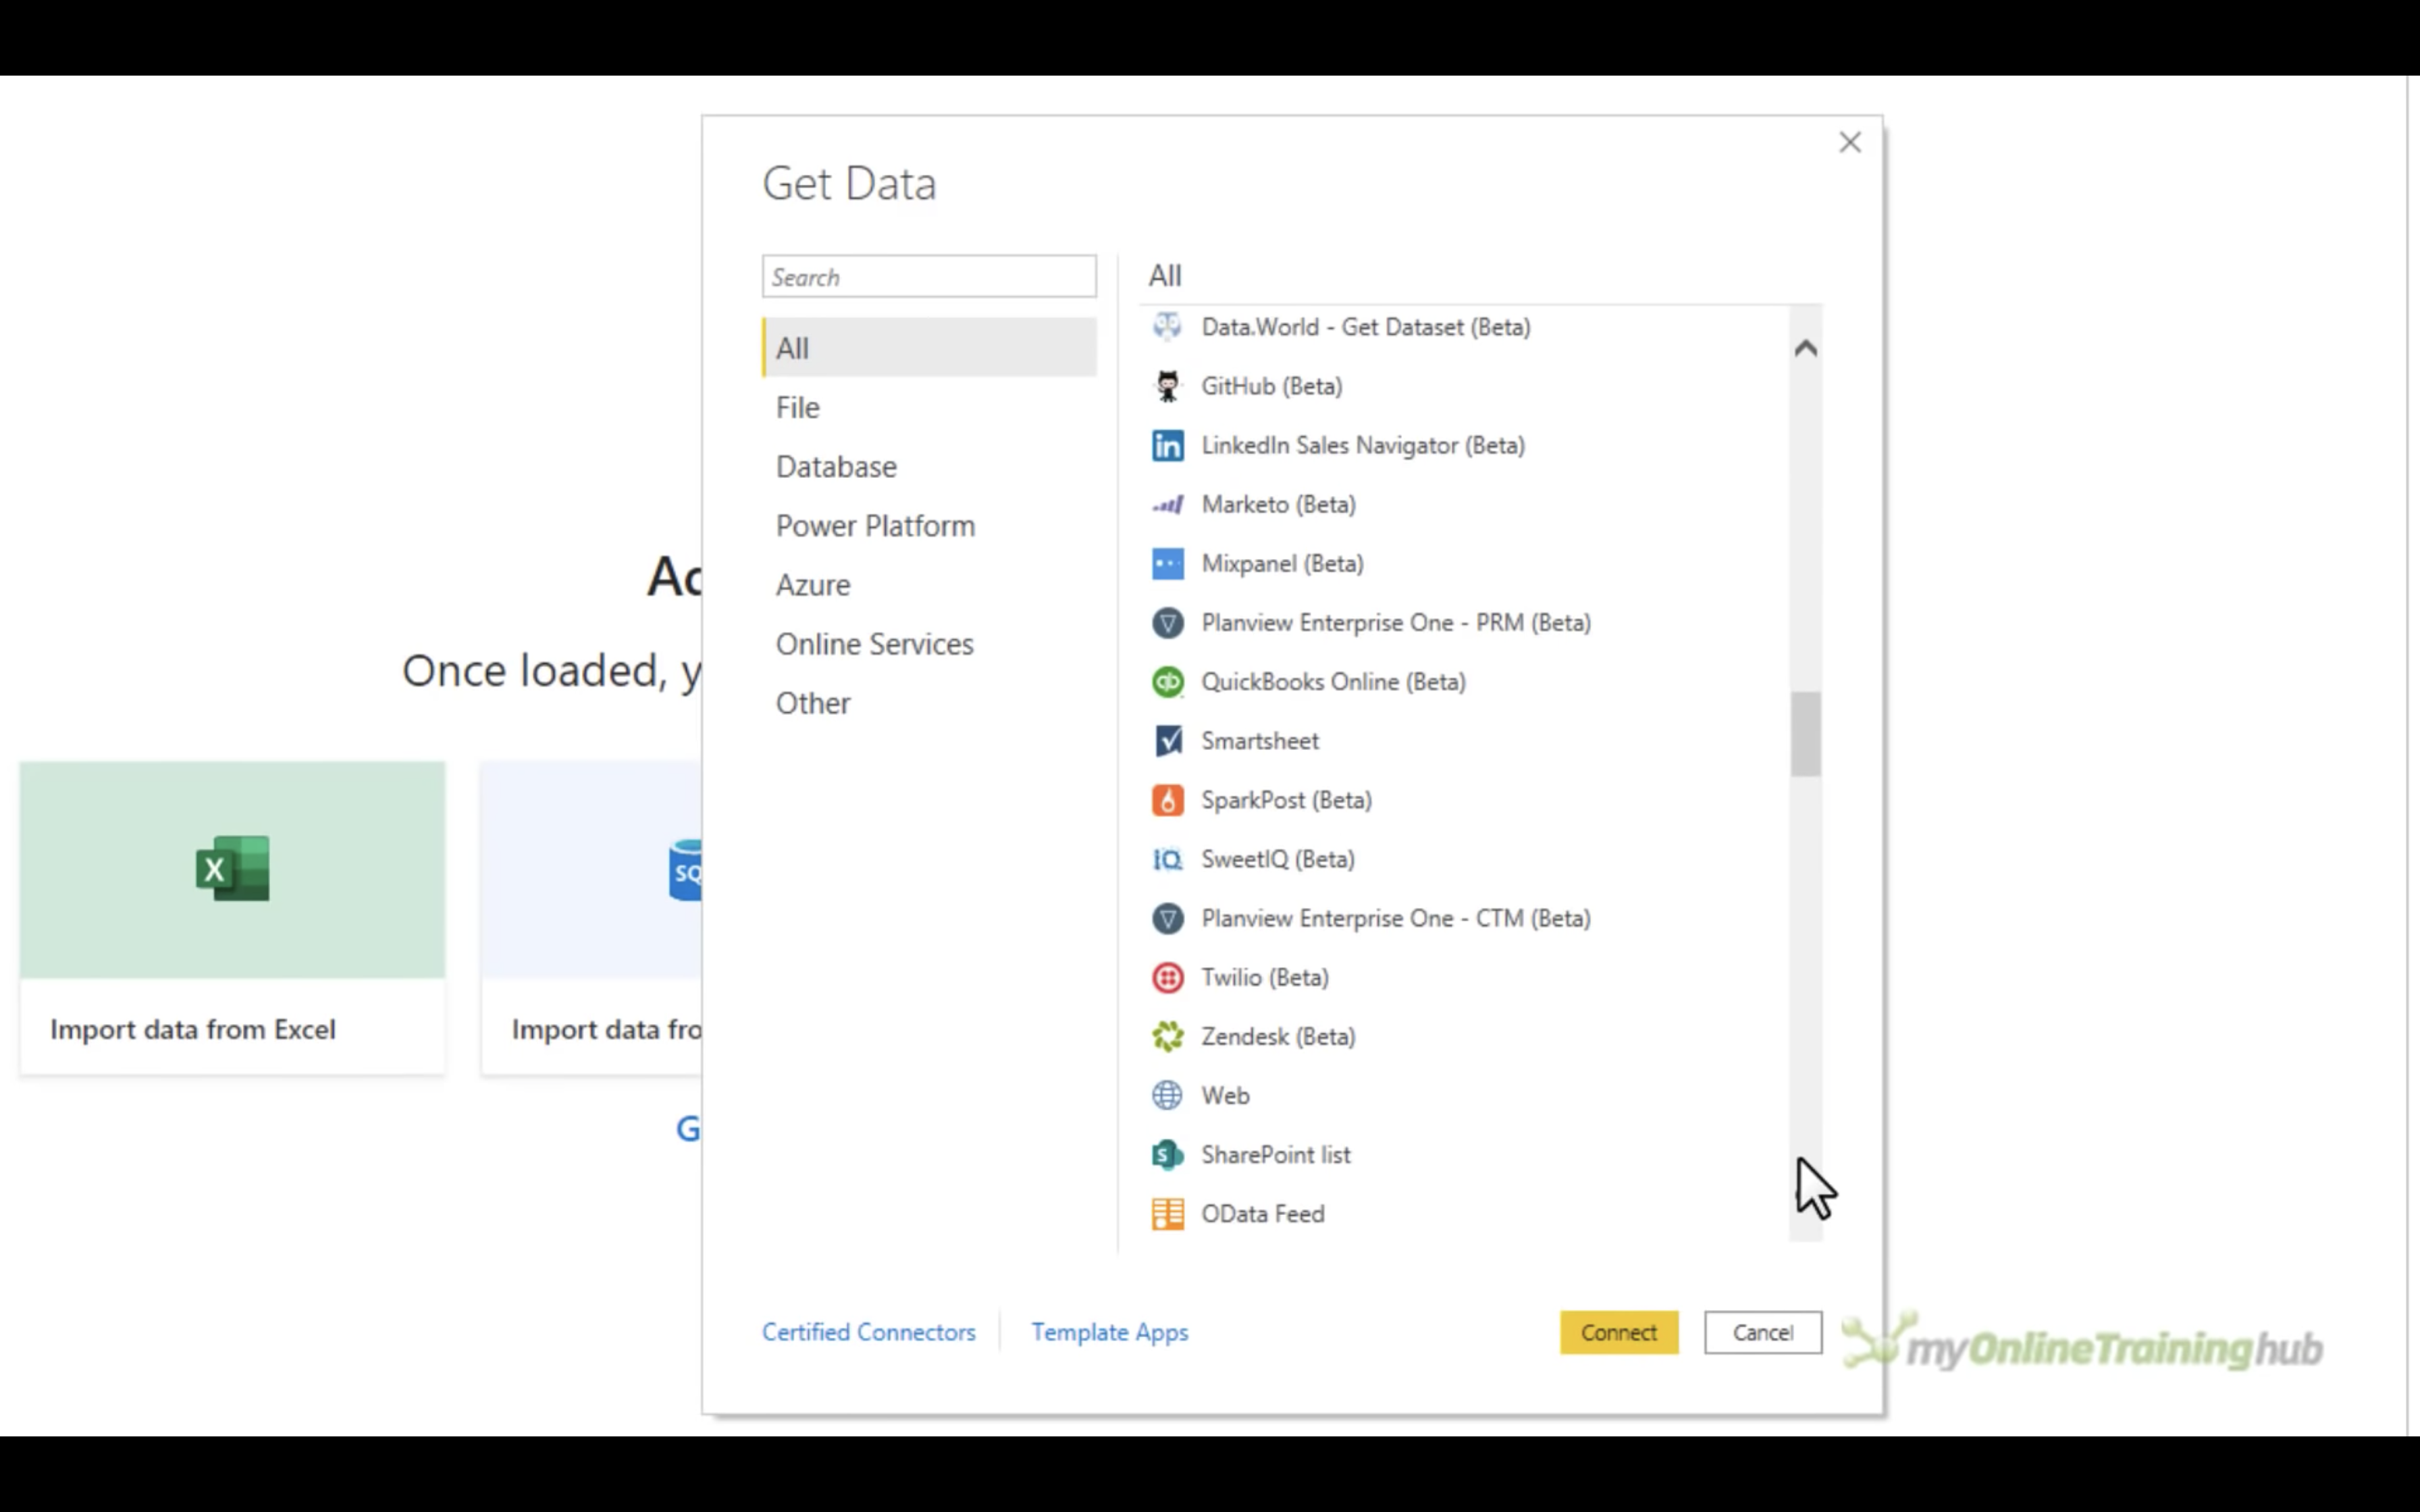 Get Data
Search
All
File
Database
Power Platform
Azure
Online Services
Other
All
Data.World - Get Dataset (Beta)
GitHub (Beta)
LinkedIn Sales Navigator (Beta)
Marketo (Beta)
Mixpanel (Beta)
Planview Enterprise One - PRM (Beta)
QuickBooks Online (Beta)
Smartsheet
SparkPost (Beta)
SweetIQ (Beta)
Planview Enterprise One - CTM (Beta)
Twilio (Beta)
Zendesk (Beta)
Web
SharePoint list
OData Feed
Certified Connectors
Template Apps
Connect
Cancel
Once loaded, y
X
Import data from Excel
Import data fro
G
myOnlineTraininghub